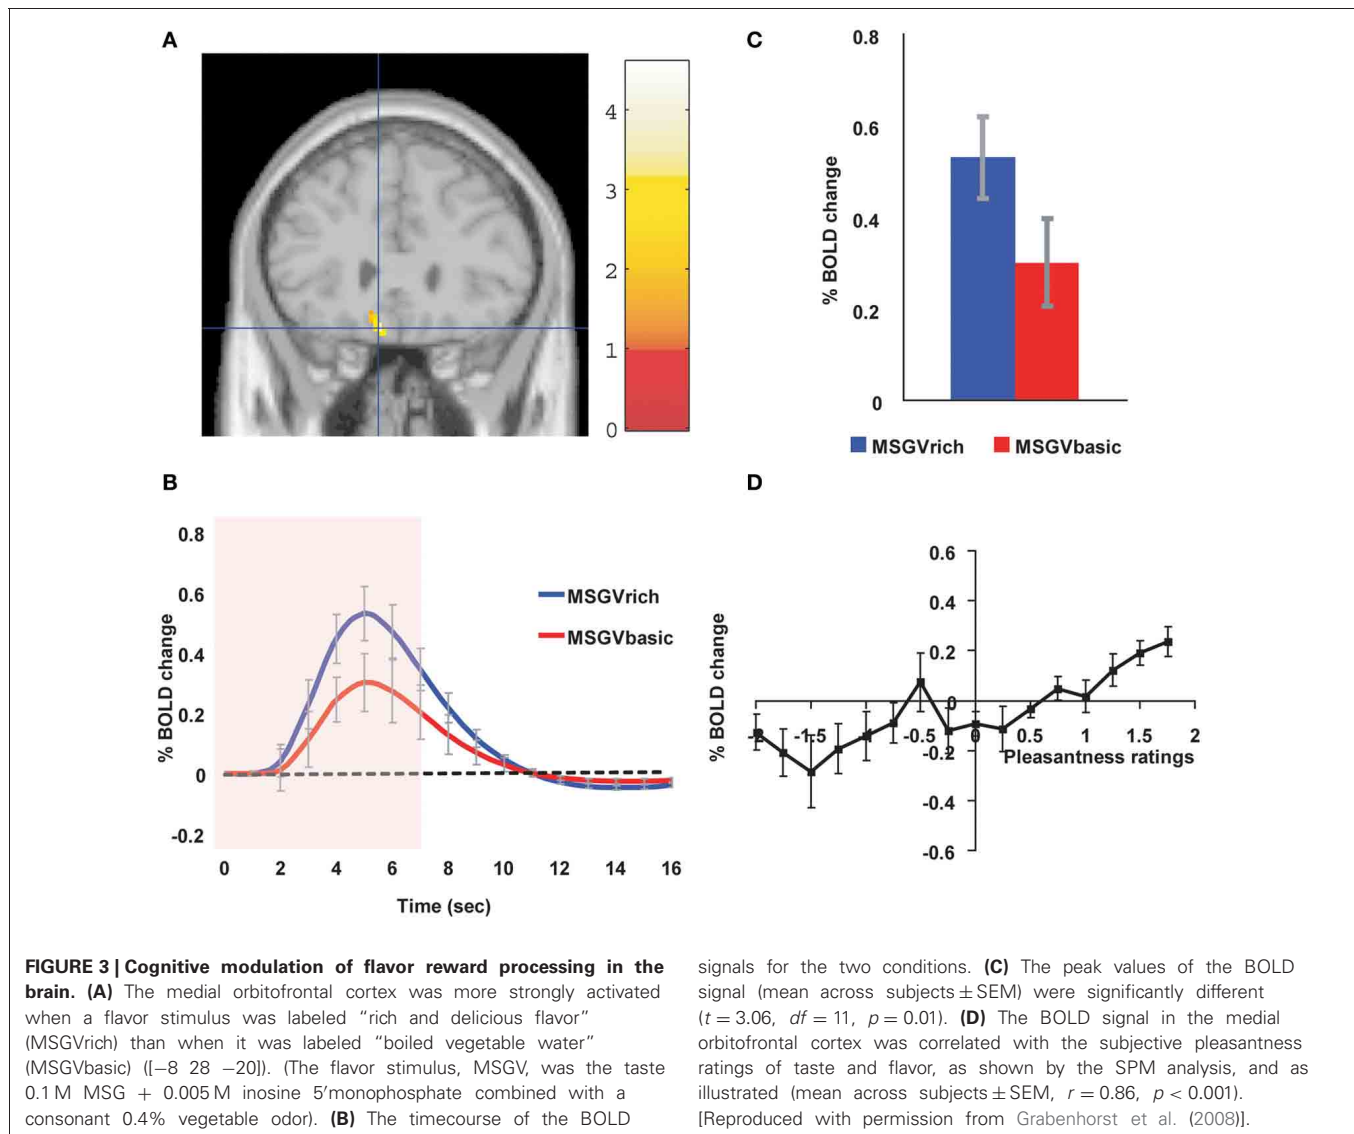 A
4
3
2
1
0
C
0.8
0.6
0.4
0.2
0
% BOLD change
MSGVrich
MSGVbasic
B
0.8
0.6
0.4
0.2
0
-0.2
% BOLD change
MSGVrich
MSGVbasic
0 2 4 6 8 10 12 14 16
Time (sec)
D
0.6
0.4
0.2
0
-0.2
-0.4
-0.6
% BOLD change
-2 -1.5 -1 -0.5 0 0.5 1 1.5 2
Pleasantness ratings
FIGURE 3 | Cognitive modulation of flavor reward processing in the
brain. (A) The medial orbitofrontal cortex was more strongly activated
when a flavor stimulus was labeled “rich and delicious flavor”
(MSGVrich) than when it was labeled “boiled vegetable water”
(MSGVbasic) ([−8 28 −20]). (The flavor stimulus, MSGV, was the taste
0.1 M MSG + 0.005 M inosine 5′monophosphate combined with a
consonant 0.4% vegetable odor). (B) The timecourse of the BOLD
signals for the two conditions. (C) The peak values of the BOLD
signal (mean across subjects ± SEM) were significantly different
(t = 3.06, df = 11, p = 0.01). (D) The BOLD signal in the medial
orbitofrontal cortex was correlated with the subjective pleasantness
ratings of taste and flavor, as shown by the SPM analysis, and as
illustrated (mean across subjects ± SEM, r = 0.86, p < 0.001).
[Reproduced with permission from Grabenhorst et al. (2008)].